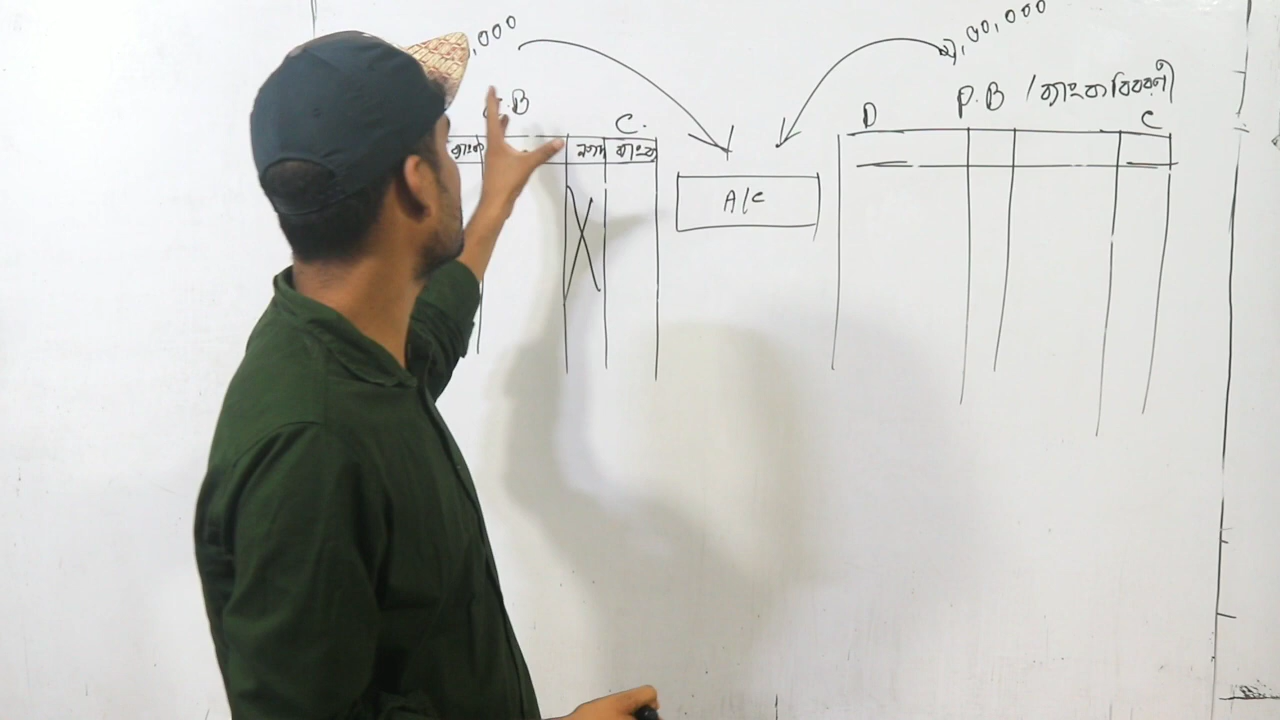 ,000
২,০০,০০০
C.B
P.B / ব্যাংক বিবরণী
C.
D
C
ব্যাংক
নগদ ব্যাংক
A/C